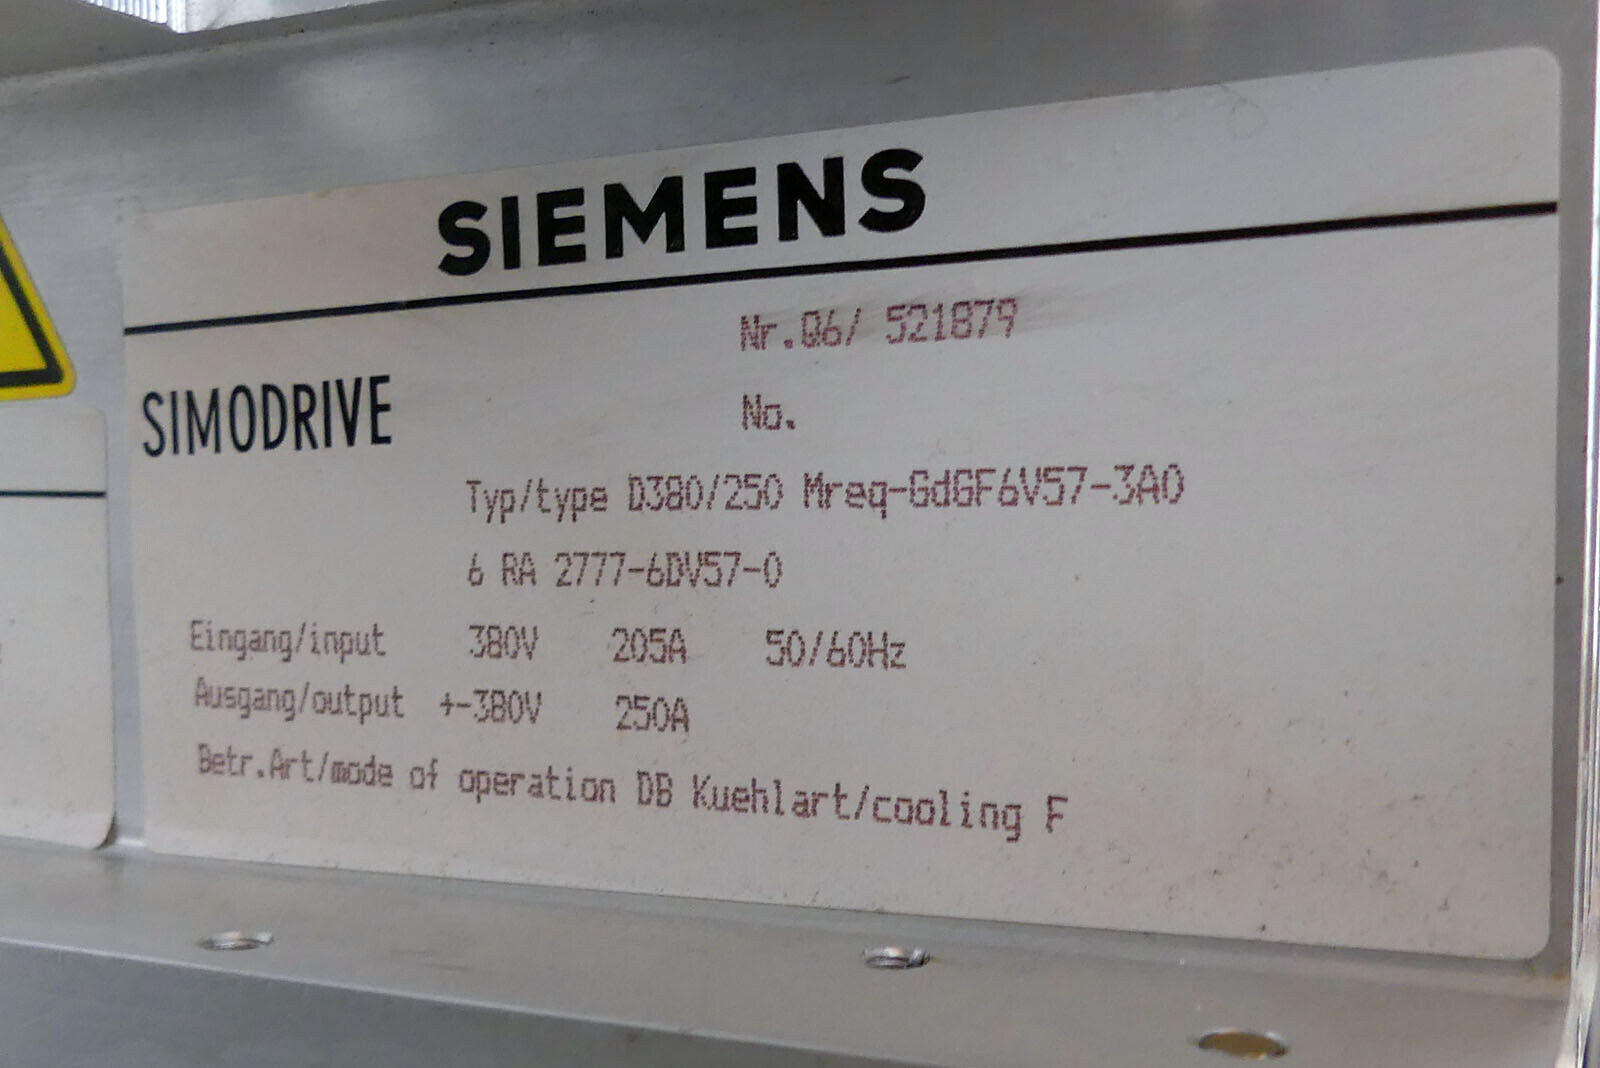 SIEMENS
Nr.Q6/ 521879
SIMODRIVE
No.
Typ/type D380/250 Mreq-GdGF6V57-3A0
6 RA 2777-6DV57-0
Eingang/input 380V 205A 50/60Hz
Ausgang/output +-380V 250A
Betr.Art/mode of operation DB Kuehlart/cooling F